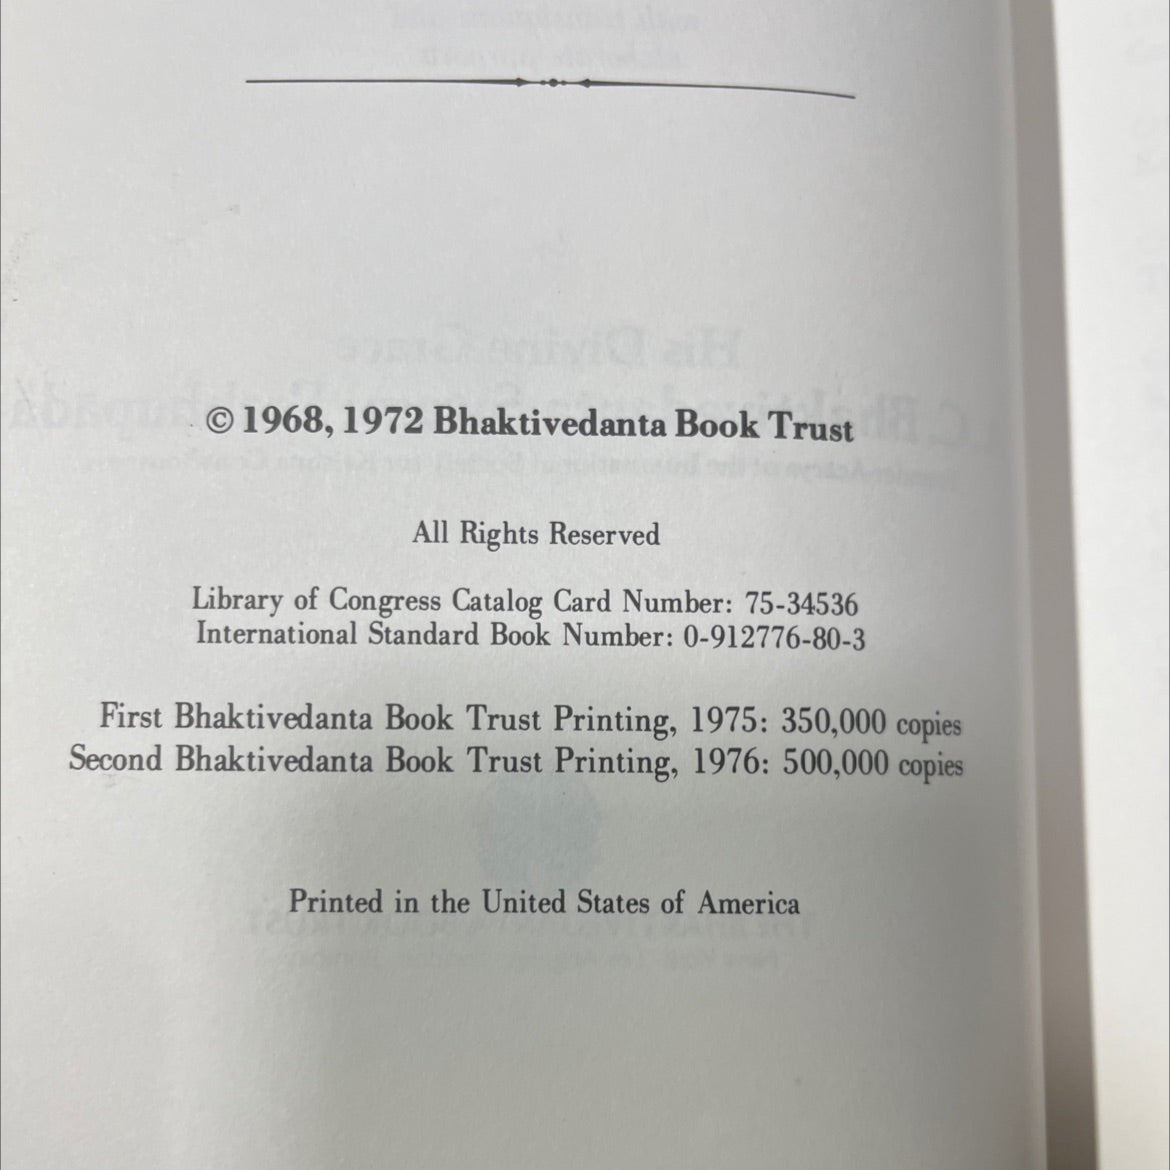 © 1968, 1972 Bhaktivedanta Book Trust
All Rights Reserved
Library of Congress Catalog Card Number: 75-34536
International Standard Book Number: 0-912776-80-3
First Bhaktivedanta Book Trust Printing, 1975: 350,000 copies
Second Bhaktivedanta Book Trust Printing, 1976: 500,000 copies
Printed in the United States of America